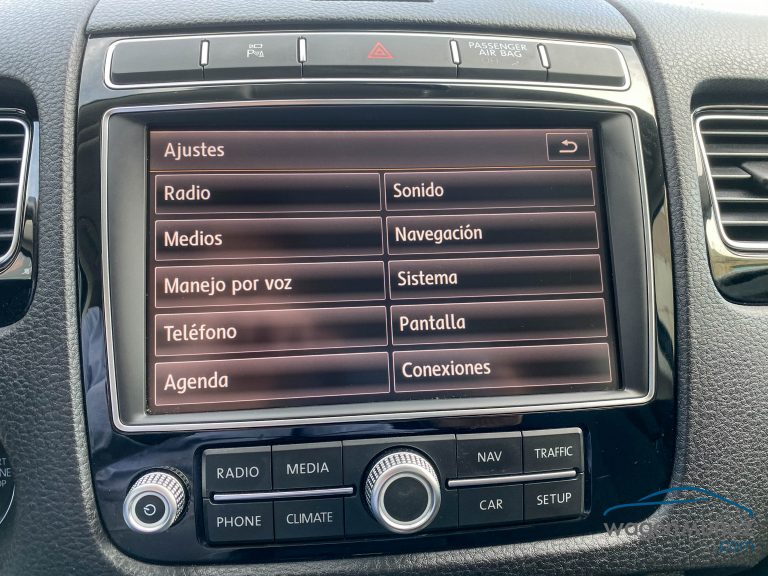 PASSENGER
AIR BAG
Ajustes
Radio
Sonido
Medios
Navegación
Manejo por voz
Sistema
Teléfono
Pantalla
Agenda
Conexiones
RADIO
MEDIA
NAV
TRAFFIC
PHONE
CLIMATE
CAR
SETUP